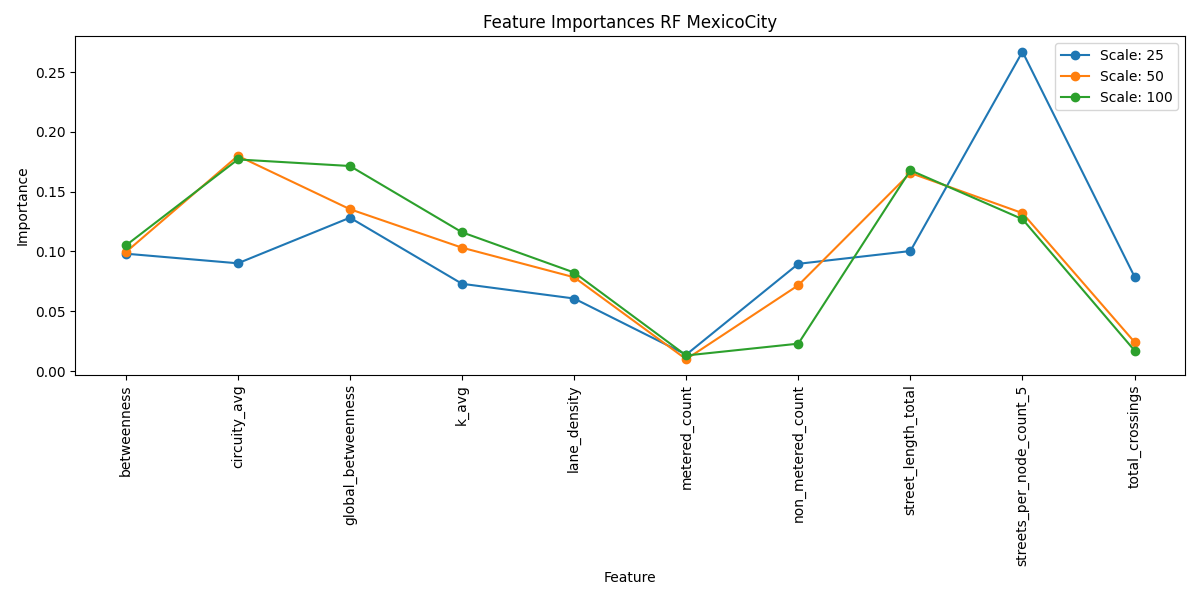 Feature Importances RF MexicoCity
Scale: 25
Scale: 50
Scale: 100
Importance
0.25
0.20
0.15
0.10
0.05
0.00
betweenness
circuity_avg
global_betweenness
k_avg
lane_density
metered_count
non_metered_count
street_length_total
streets_per_node_count_5
total_crossings
Feature